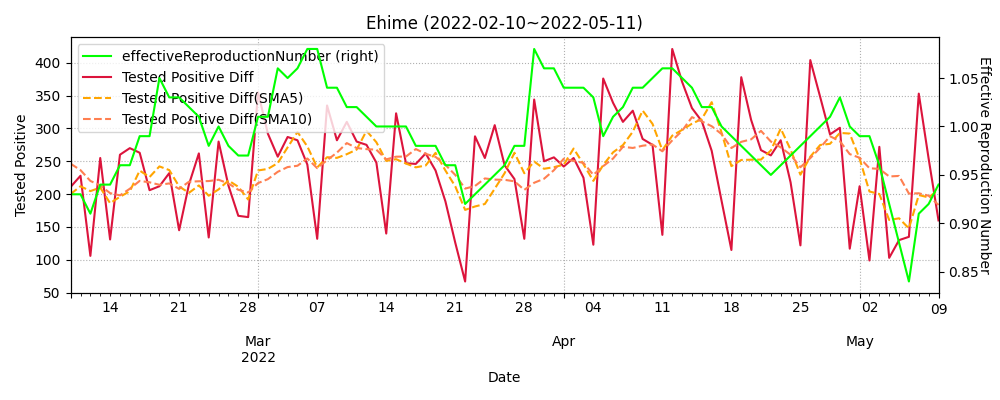 Ehime (2022-02-10~2022-05-11)
effectiveReproductionNumber (right)
Tested Positive Diff
Tested Positive Diff(SMA5)
Tested Positive Diff(SMA10)
Tested Positive
400
350
300
250
200
150
100
50
1.05
1.00
0.95
0.90
0.85
Effective Reproduction Number
14 21 28 07 14 21 28 04 11 18 25 02 09
Mar Apr May
2022
Date